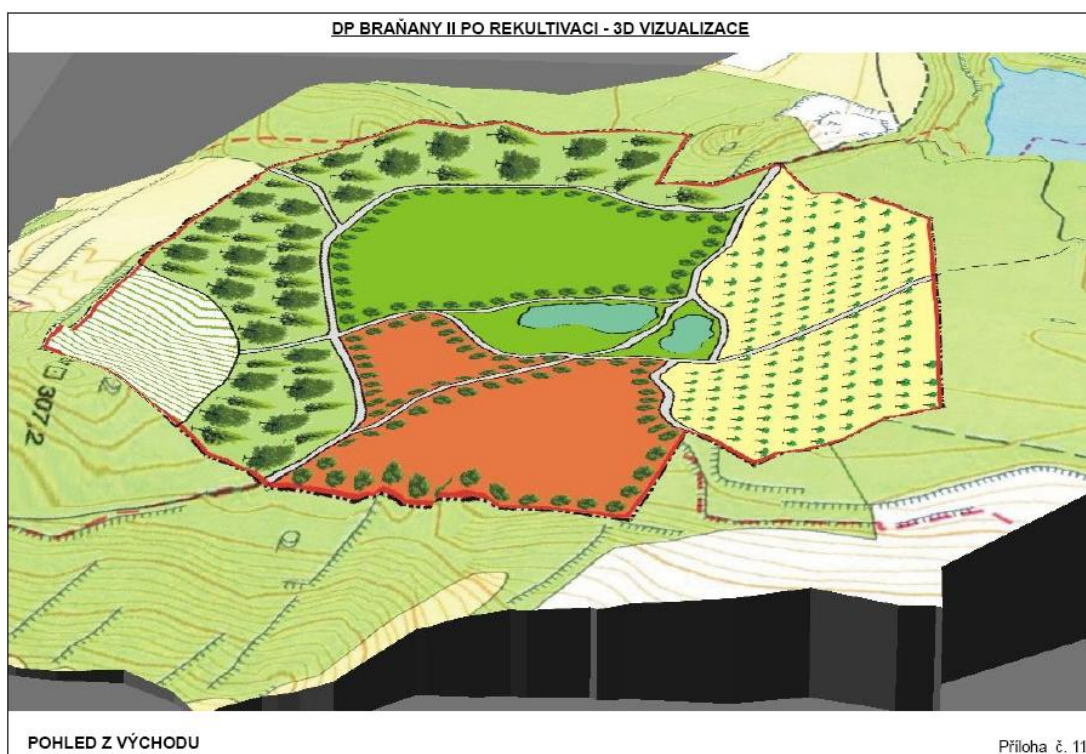 DP BRAŇANY II PO REKULTIVACI - 3D VIZUALIZACE
307,2
POHLED Z VÝCHODU
Příloha č. 11